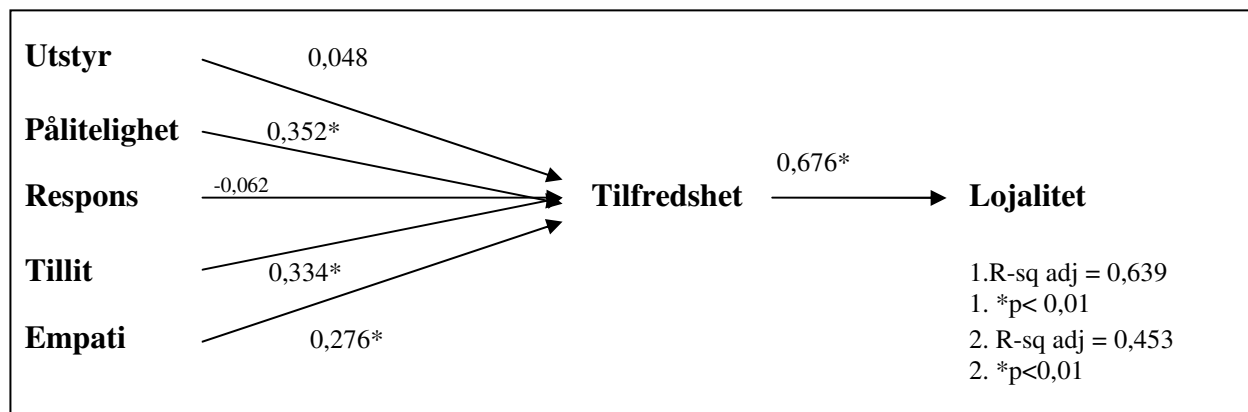 Utstyr 0,048
Pålitelighet 0,352*
0,676*
Respons -0,062 Tilfredshet Lojalitet
Tillit 0,334* 1.R-sq adj = 0,639
1. *p< 0,01
Empati 0,276* 2. R-sq adj = 0,453
2. *p<0,01